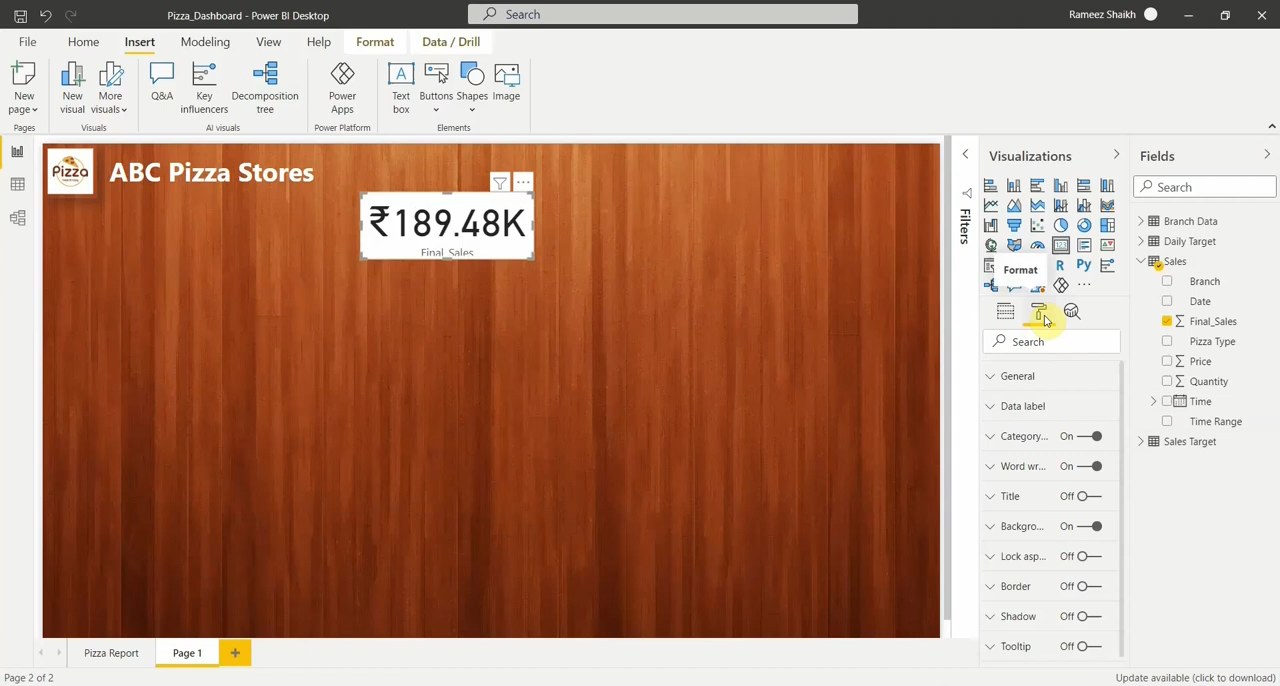 Pizza_Dashboard - Power BI Desktop
Search
Rameez Shaikh
File Home Insert Modeling View Help Format Data / Drill
New page
New visual
More visuals
Q&A
Key influencers
Decomposition tree
Power Apps
Text box
Buttons
Shapes
Image
Pages Visuals AI visuals Power Platform Elements
Pizza
ABC Pizza Stores
₹189.48K
Final_Sales
Filters
Visualizations
R Py
Format
Search
General
Data label
Category... On
Word wr... On
Title Off
Backgro... On
Lock asp... Off
Border Off
Shadow Off
Tooltip Off
Fields
Search
Branch Data
Daily Target
Sales
Branch
Date
Final_Sales
Pizza Type
Price
Quantity
Time
Time Range
Sales Target
Pizza Report Page 1
Page 2 of 2
Update available (click to download)